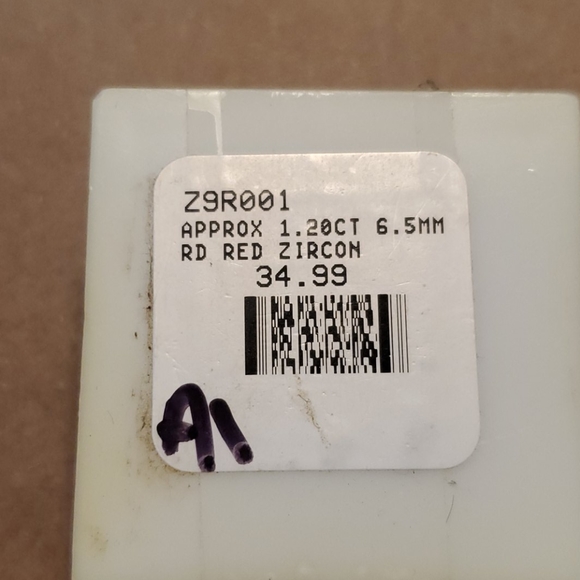 Z9R001
APPROX 1.20CT 6.5MM
RD RED ZIRCON
34.99
A1